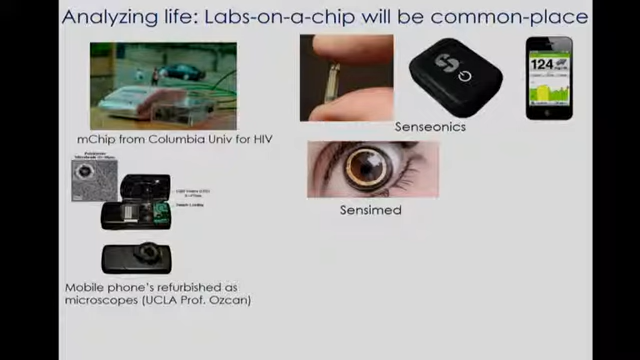 Analyzing life: Labs-on-a-chip will be common-place
mChip from Columbia Univ for HIV
124
Senseonics
Sensimed
Mobile phone's refurbished as
microscopes (UCLA Prof. Ozcan)